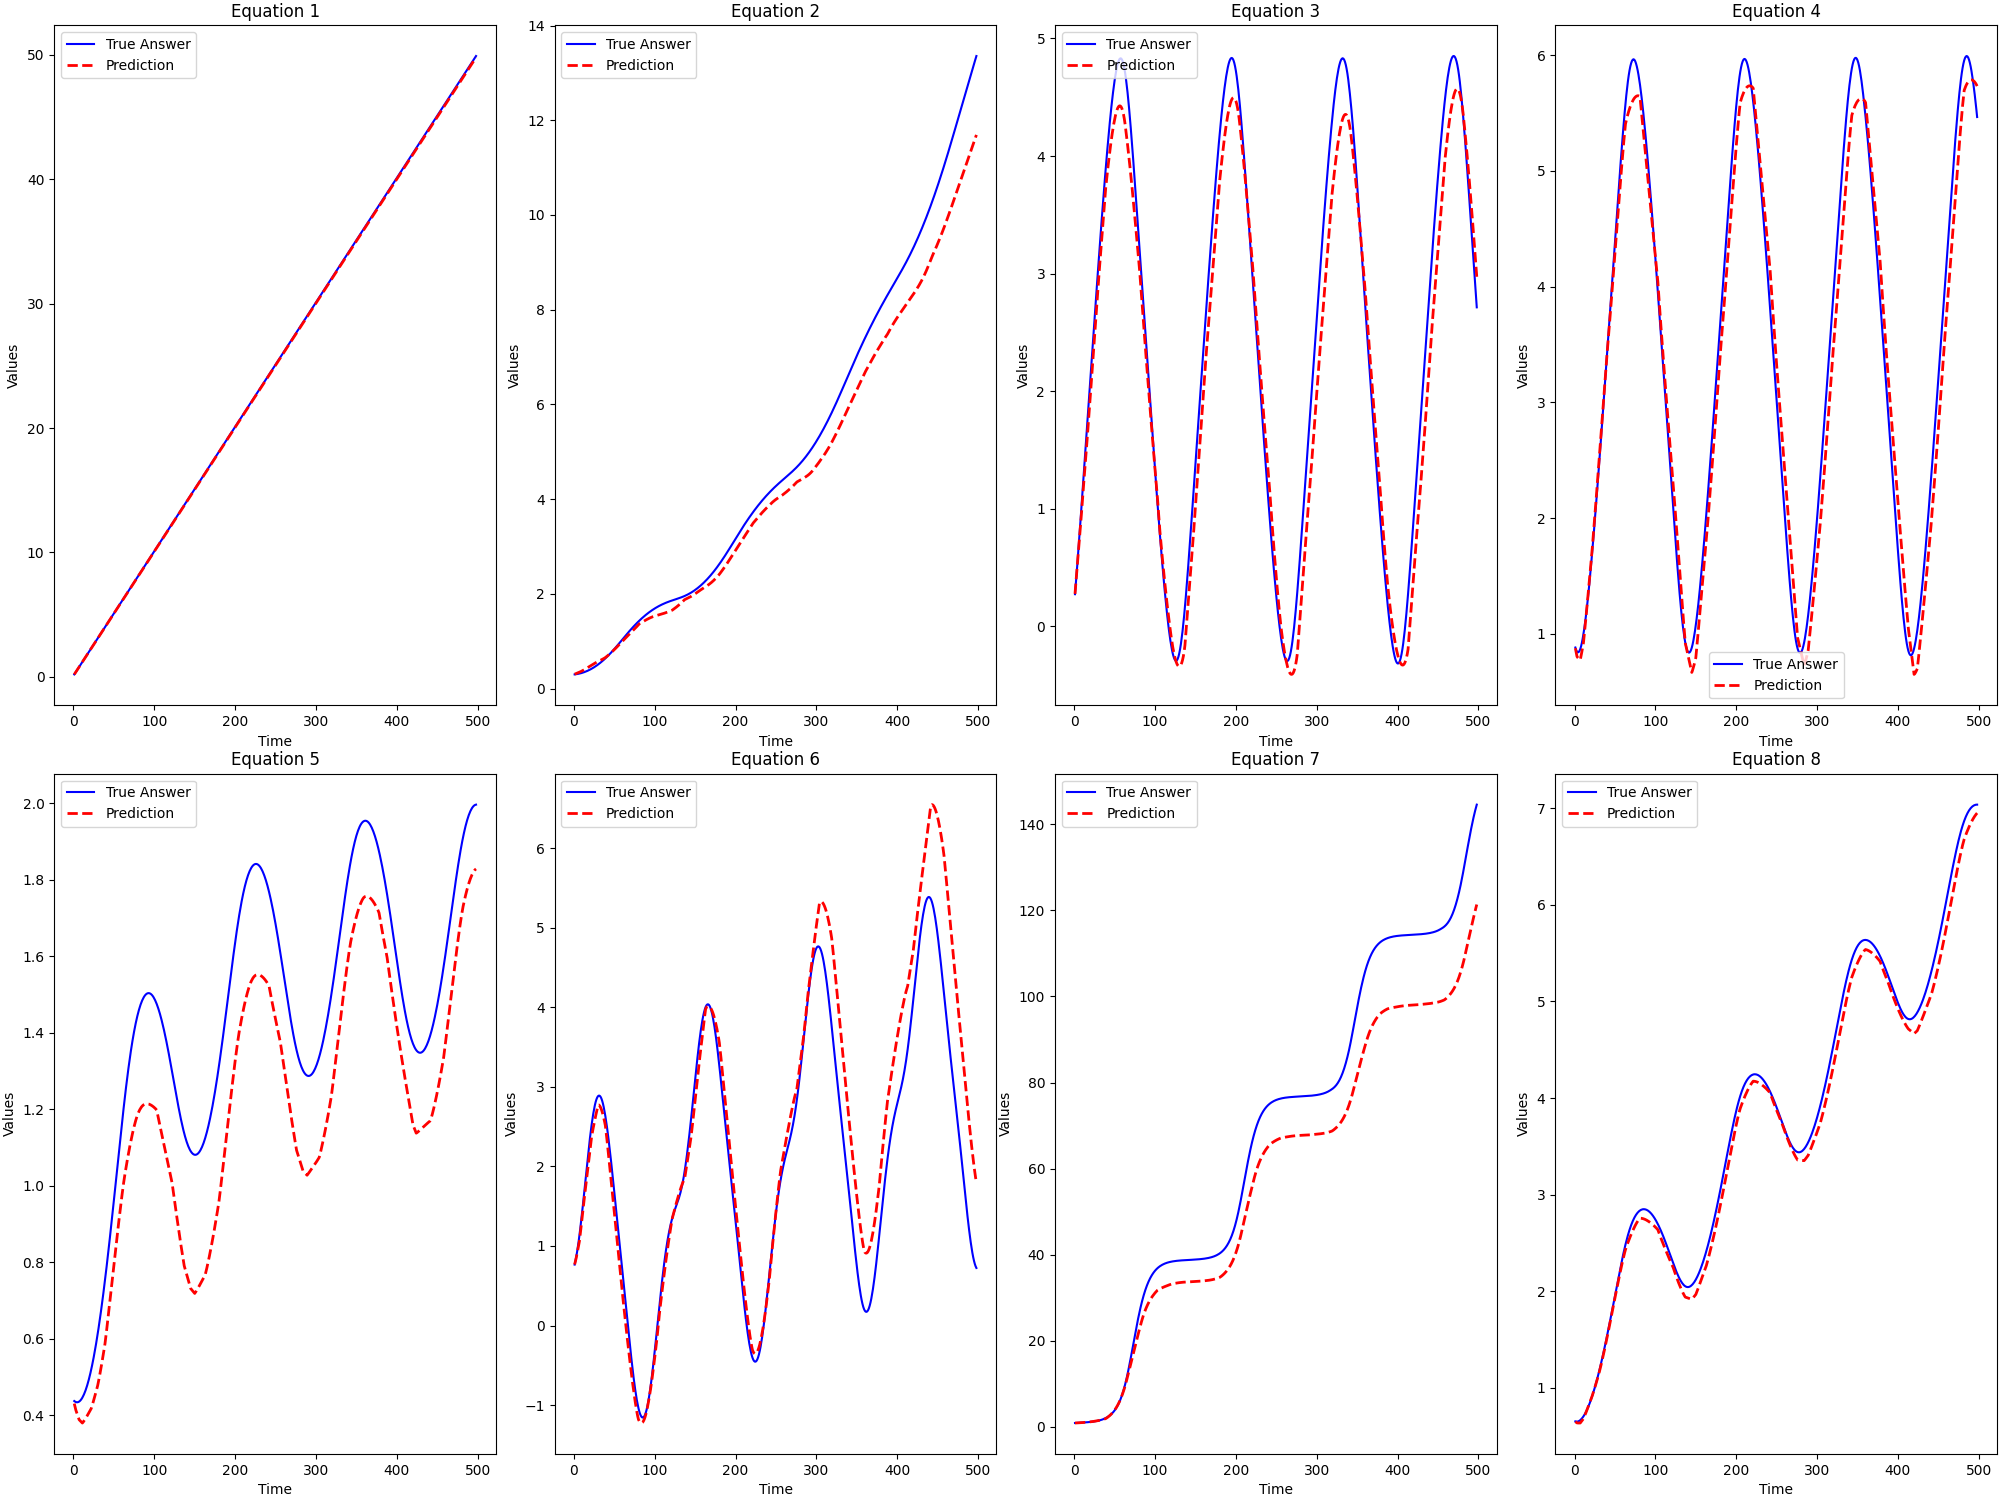 Equation 1
True Answer
Prediction
50
40
30
20
10
0
Values
0 100 200 300 400 500
Time
Equation 2
True Answer
Prediction
14
12
10
8
6
4
2
0
Values
0 100 200 300 400 500
Time
Equation 3
True Answer
Prediction
5
4
3
2
1
0
Values
0 100 200 300 400 500
Time
Equation 4
6
5
4
3
2
1
Values
True Answer
Prediction
0 100 200 300 400 500
Time
Equation 5
True Answer
Prediction
2.0
1.8
1.6
1.4
1.2
1.0
0.8
0.6
0.4
Values
0 100 200 300 400 500
Time
Equation 6
True Answer
Prediction
6
5
4
3
2
1
0
−1
Values
0 100 200 300 400 500
Time
Equation 7
True Answer
Prediction
140
120
100
80
60
40
20
0
Values
0 100 200 300 400 500
Time
Equation 8
True Answer
Prediction
7
6
5
4
3
2
1
Values
0 100 200 300 400 500
Time